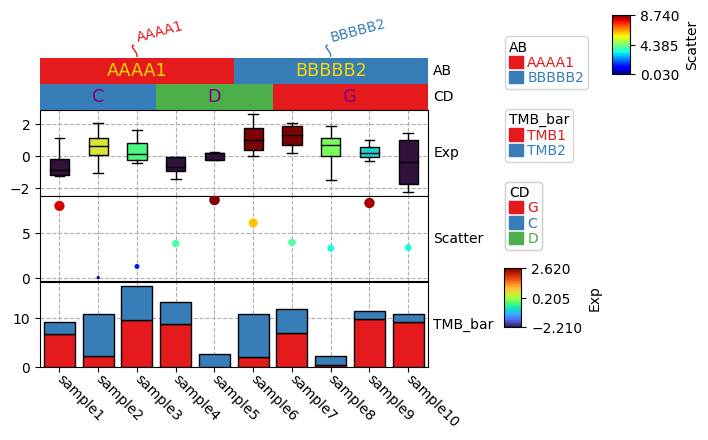 AAAA1
BBBBB2
AAAA1
BBBBB2
AB
C
D
G
CD
2
0
−2
Exp
5
0
Scatter
10
0
TMB_bar
sample1
sample2
sample3
sample4
sample5
sample6
sample7
sample8
sample9
sample10
AB
AAAA1
BBBBB2
TMB_bar
TMB1
TMB2
CD
G
C
D
2.620
0.205
−2.210
Exp
8.740
4.385
0.030
Scatter